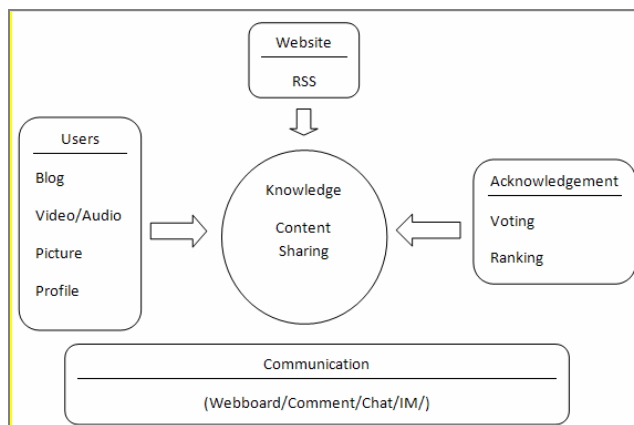 Website
RSS
Users
Blog
Video/Audio
Picture
Profile
Knowledge
Content
Sharing
Acknowledgement
Voting
Ranking
Communication
(Webboard/Comment/Chat/IM/)